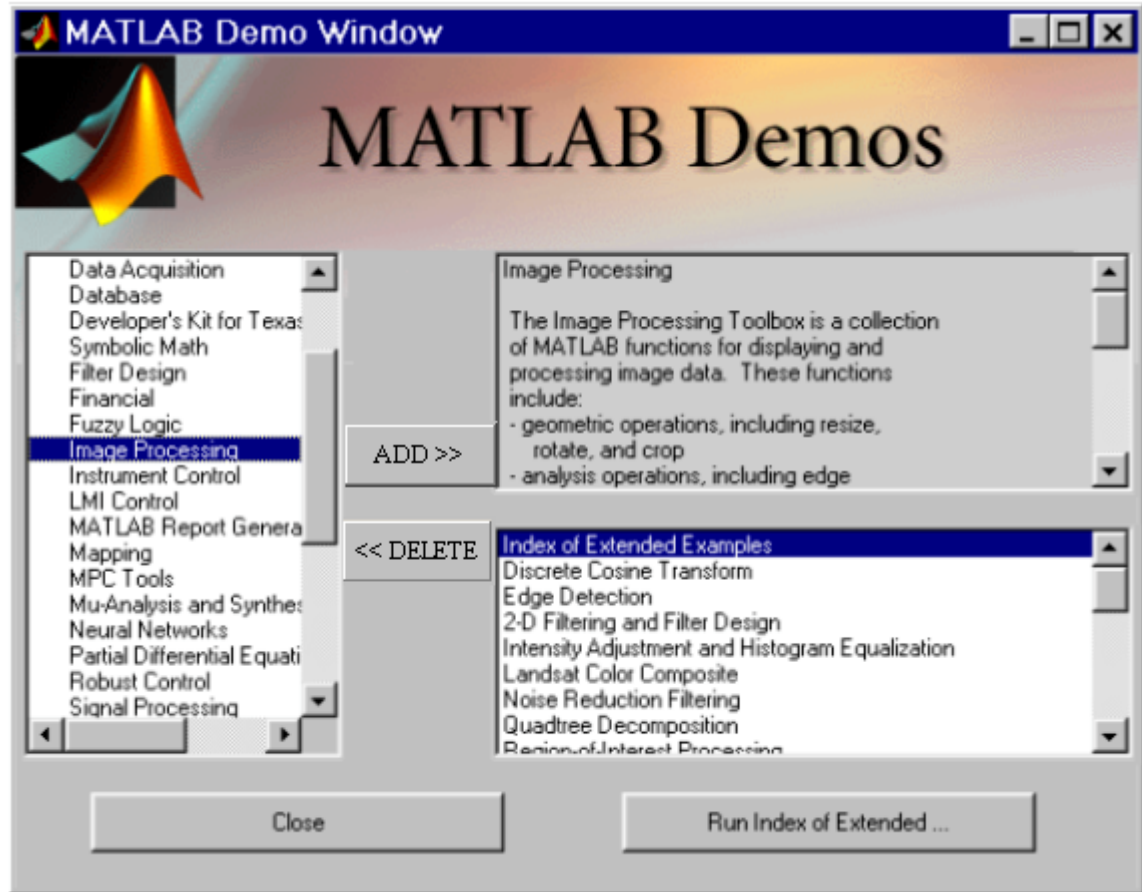 MATLAB Demo Window
MATLAB Demos
Data Acquisition
Database
Developer's Kit for Texas
Symbolic Math
Filter Design
Financial
Fuzzy Logic
Image Processing
Instrument Control
LMI Control
MATLAB Report Genera
Mapping
MPC Tools
Mu-Analysis and Synthes
Neural Networks
Partial Differential Equati
Robust Control
Signal Processing
ADD >>
<< DELETE
Image Processing
The Image Processing Toolbox is a collection
of MATLAB functions for displaying and
processing image data.  These functions
include:
- geometric operations, including resize,
rotate, and crop
- analysis operations, including edge
Index of Extended Examples
Discrete Cosine Transform
Edge Detection
2-D Filtering and Filter Design
Intensity Adjustment and Histogram Equalization
Landsat Color Composite
Noise Reduction Filtering
Quadtree Decomposition
Region-of-Interest Processing
Close
Run Index of Extended ...